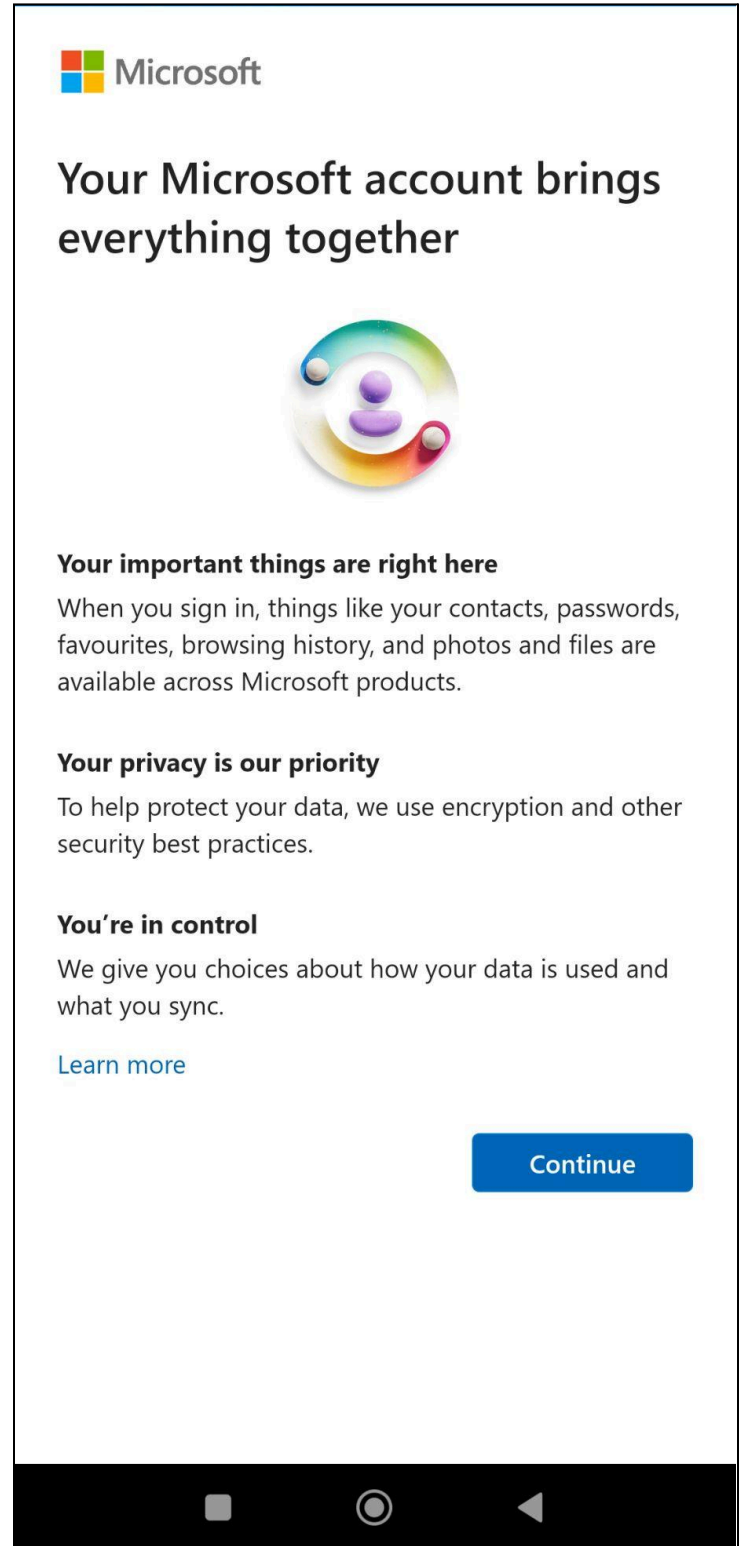 Microsoft
Your Microsoft account brings
everything together
Your important things are right here
When you sign in, things like your contacts, passwords,
favourites, browsing history, and photos and files are
available across Microsoft products.
Your privacy is our priority
To help protect your data, we use encryption and other
security best practices.
You’re in control
We give you choices about how your data is used and
what you sync.
Learn more
Continue